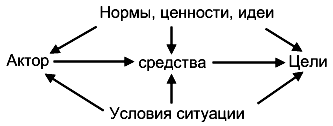 Нормы, ценности, идеи
Актор средства Цели
Условия ситуации